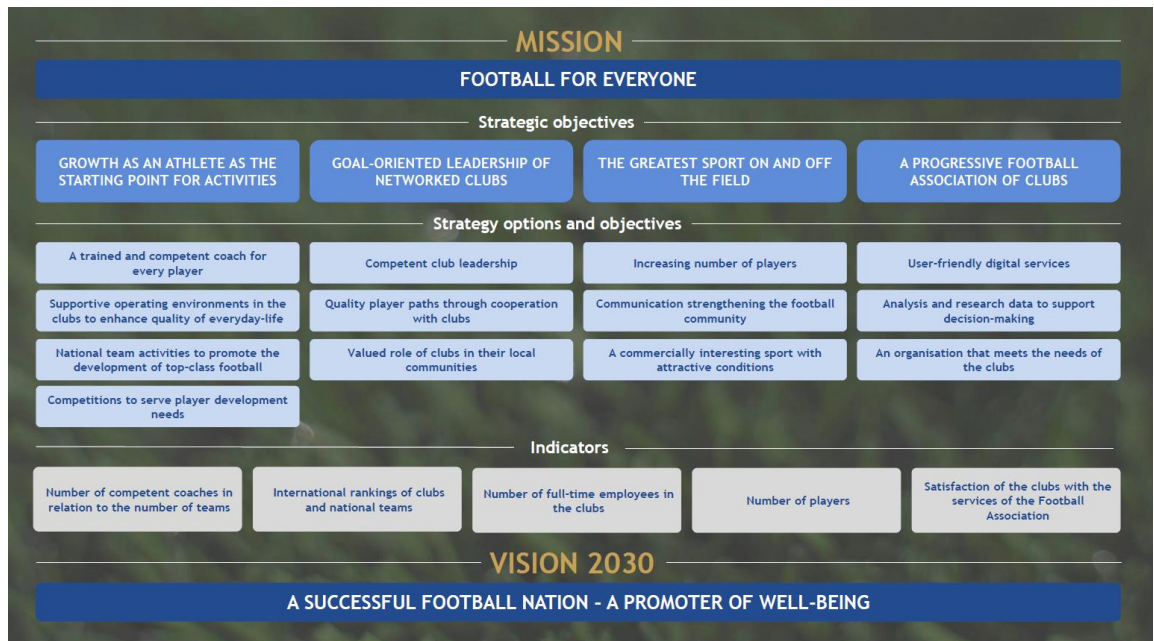 MISSION
FOOTBALL FOR EVERYONE
Strategic objectives
GROWTH AS AN ATHLETE AS THE
STARTING POINT FOR ACTIVITIES
GOAL-ORIENTED LEADERSHIP OF
NETWORKED CLUBS
THE GREATEST SPORT ON AND OFF
THE FIELD
A PROGRESSIVE FOOTBALL
ASSOCIATION OF CLUBS
Strategy options and objectives
A trained and competent coach for
every player
Competent club leadership
Increasing number of players
User-friendly digital services
Supportive operating environments in the
clubs to enhance quality of everyday-life
Quality player paths through cooperation
with clubs
Communication strengthening the football
community
Analysis and research data to support
decision-making
National team activities to promote the
development of top-class football
Valued role of clubs in their local
communities
A commercially interesting sport with
attractive conditions
An organisation that meets the needs of
the clubs
Competitions to serve player development
needs
Indicators
Number of competent coaches in
relation to the number of teams
International rankings of clubs
and national teams
Number of full-time employees in
the clubs
Number of players
Satisfaction of the clubs with the
services of the Football
Association
VISION 2030
A SUCCESSFUL FOOTBALL NATION - A PROMOTER OF WELL-BEING